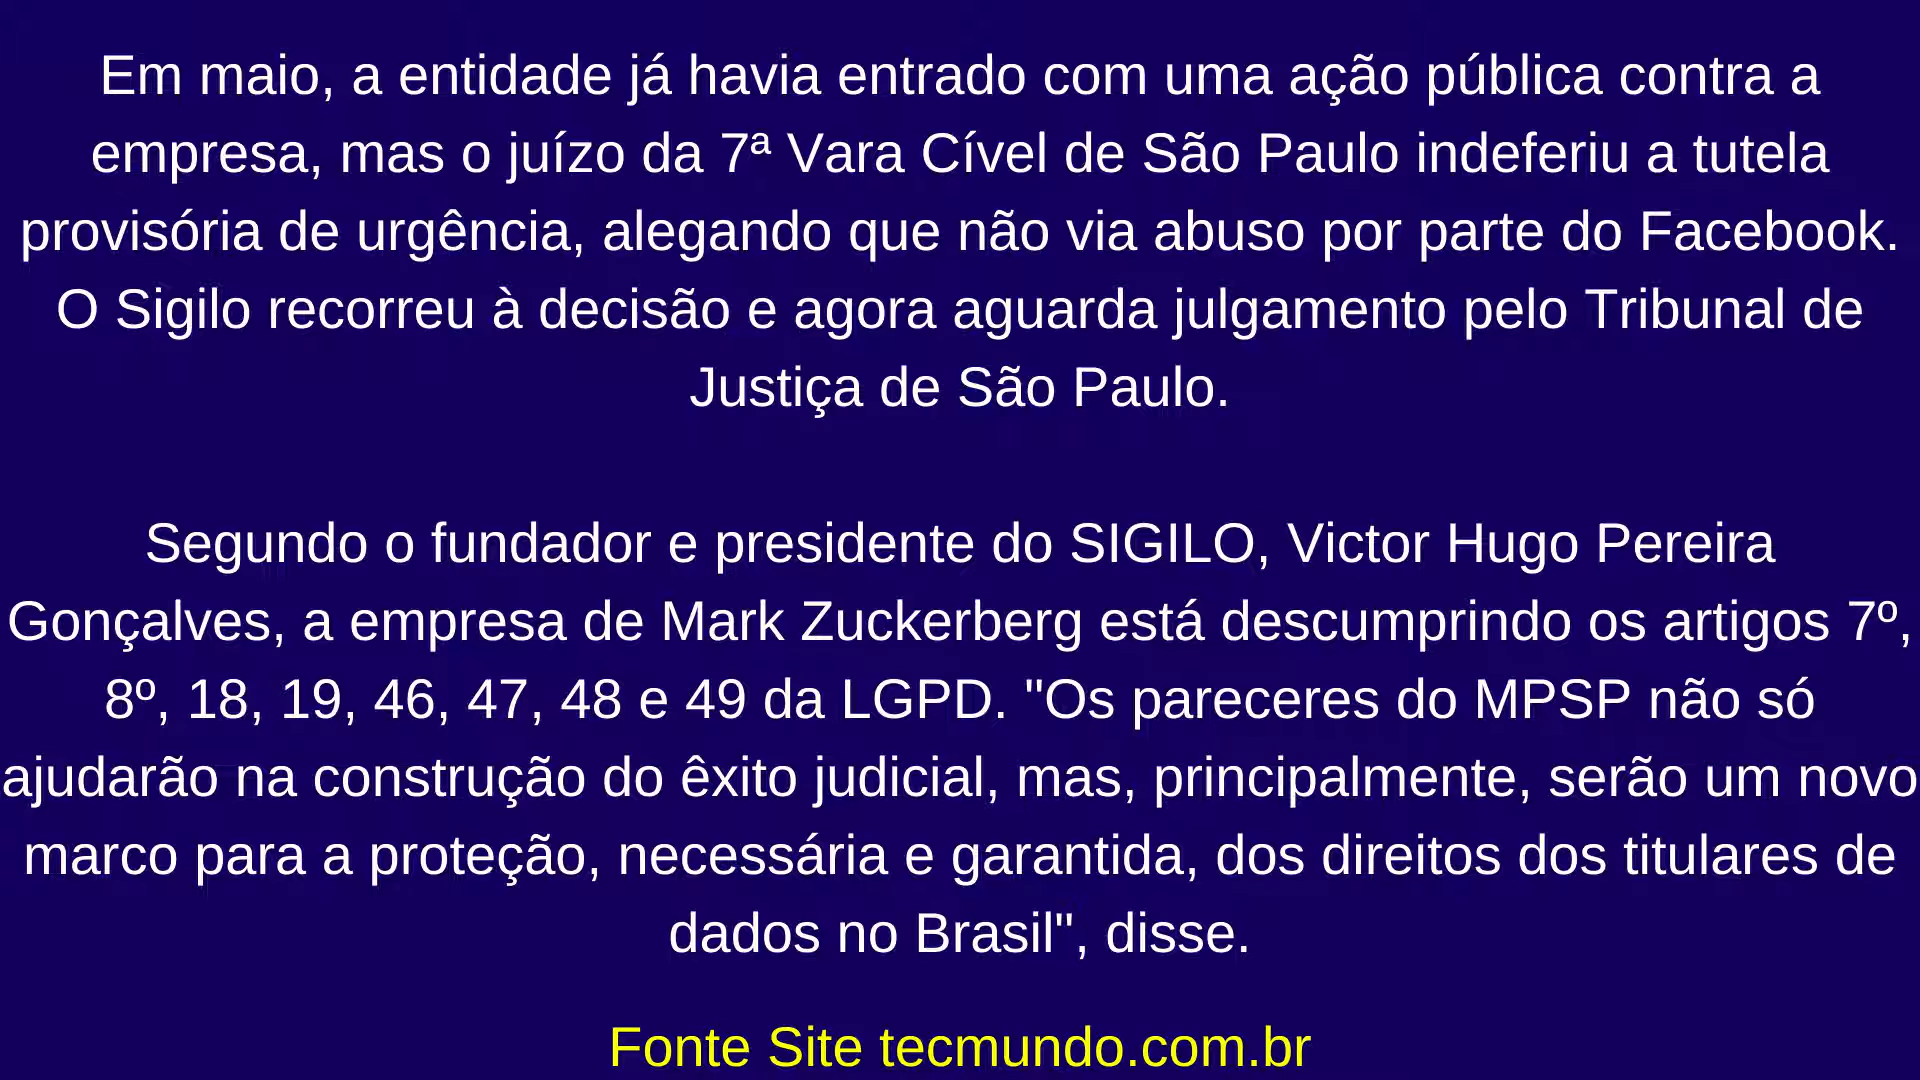 Em maio, a entidade já havia entrado com uma ação pública contra a
empresa, mas o juízo da 7ª Vara Cível de São Paulo indeferiu a tutela
provisória de urgência, alegando que não via abuso por parte do Facebook.
O Sigilo recorreu à decisão e agora aguarda julgamento pelo Tribunal de
Justiça de São Paulo.
Segundo o fundador e presidente do SIGILO, Victor Hugo Pereira
Gonçalves, a empresa de Mark Zuckerberg está descumprindo os artigos 7º,
8º, 18, 19, 46, 47, 48 e 49 da LGPD. "Os pareceres do MPSP não só
ajudarão na construção do êxito judicial, mas, principalmente, serão um novo
marco para a proteção, necessária e garantida, dos direitos dos titulares de
dados no Brasil", disse.
Fonte Site tecmundo.com.br